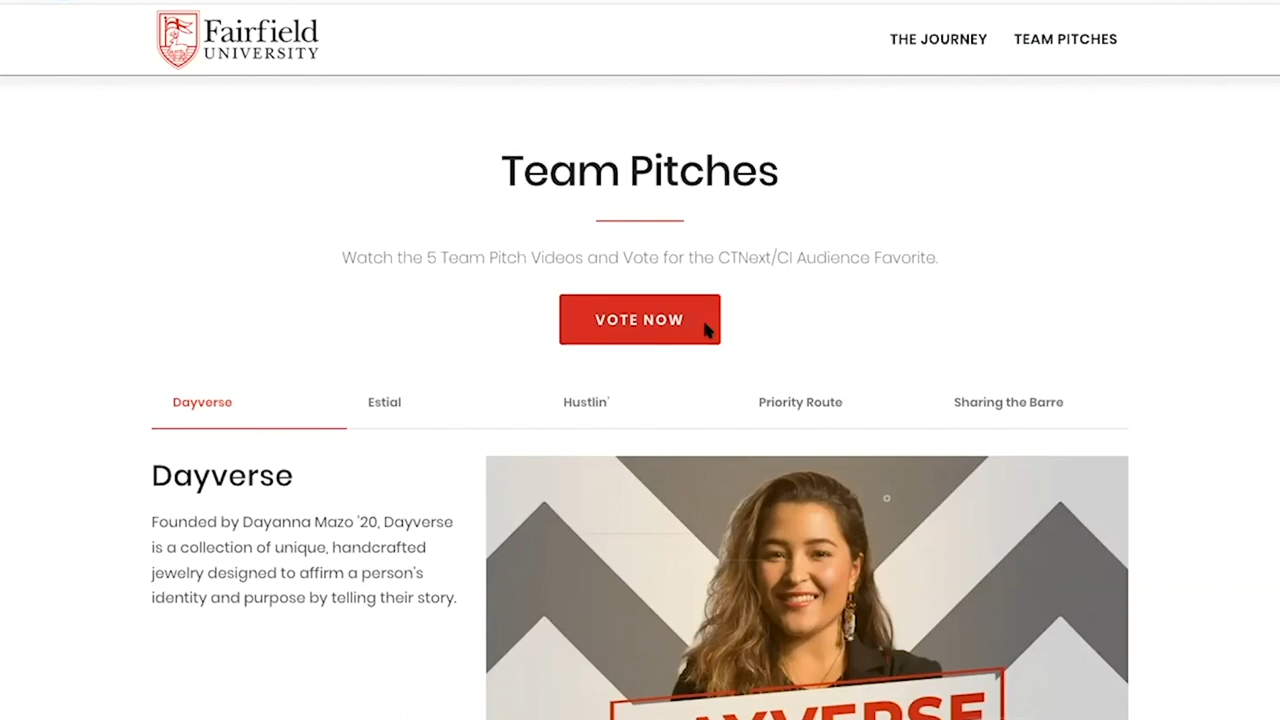 Fairfield
UNIVERSITY
THE JOURNEY
TEAM PITCHES
Team Pitches
Watch the 5 Team Pitch Videos and Vote for the CTNext/CI Audience Favorite.
VOTE NOW
Dayverse
Estial
Hustlin'
Priority Route
Sharing the Barre
Dayverse
Founded by Dayanna Mazo '20, Dayverse
is a collection of unique, handcrafted
jewelry designed to affirm a person's
identity and purpose by telling their story.
DAYVERSE